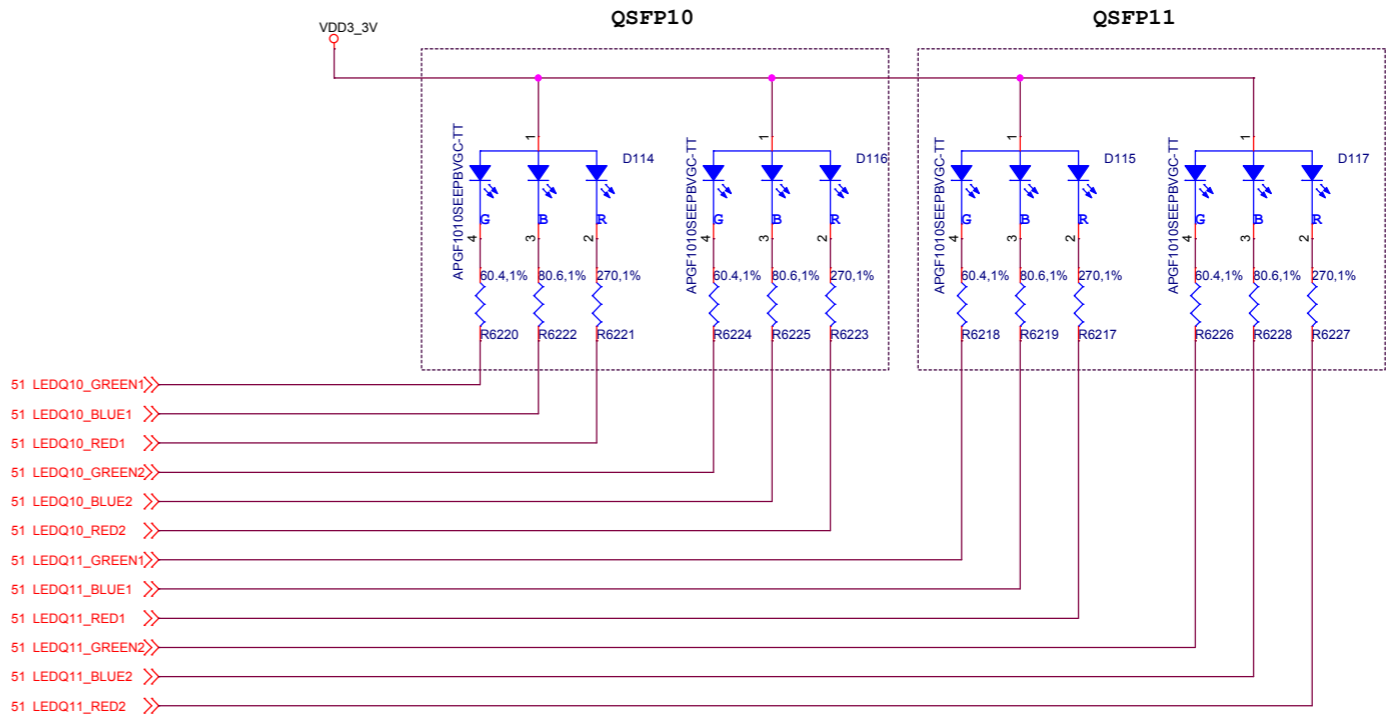 QSFP10
QSFP11
VDD3_3V
APGF1010SEEPBVGC-TT
1
D114
G
B
R
4
3
2
60.4,1%
80.6,1%
270,1%
R6220
R6222
R6221
APGF1010SEEPBVGC-TT
1
D116
G
B
R
4
3
2
60.4,1%
80.6,1%
270,1%
R6224
R6225
R6223
APGF1010SEEPBVGC-TT
1
D115
G
B
R
4
3
2
60.4,1%
80.6,1%
270,1%
R6218
R6219
R6217
APGF1010SEEPBVGC-TT
1
D117
G
B
R
4
3
2
60.4,1%
80.6,1%
270,1%
R6226
R6228
R6227
51 LEDQ10_GREEN1
51 LEDQ10_BLUE1
51 LEDQ10_RED1
51 LEDQ10_GREEN2
51 LEDQ10_BLUE2
51 LEDQ10_RED2
51 LEDQ11_GREEN1
51 LEDQ11_BLUE1
51 LEDQ11_RED1
51 LEDQ11_GREEN2
51 LEDQ11_BLUE2
51 LEDQ11_RED2